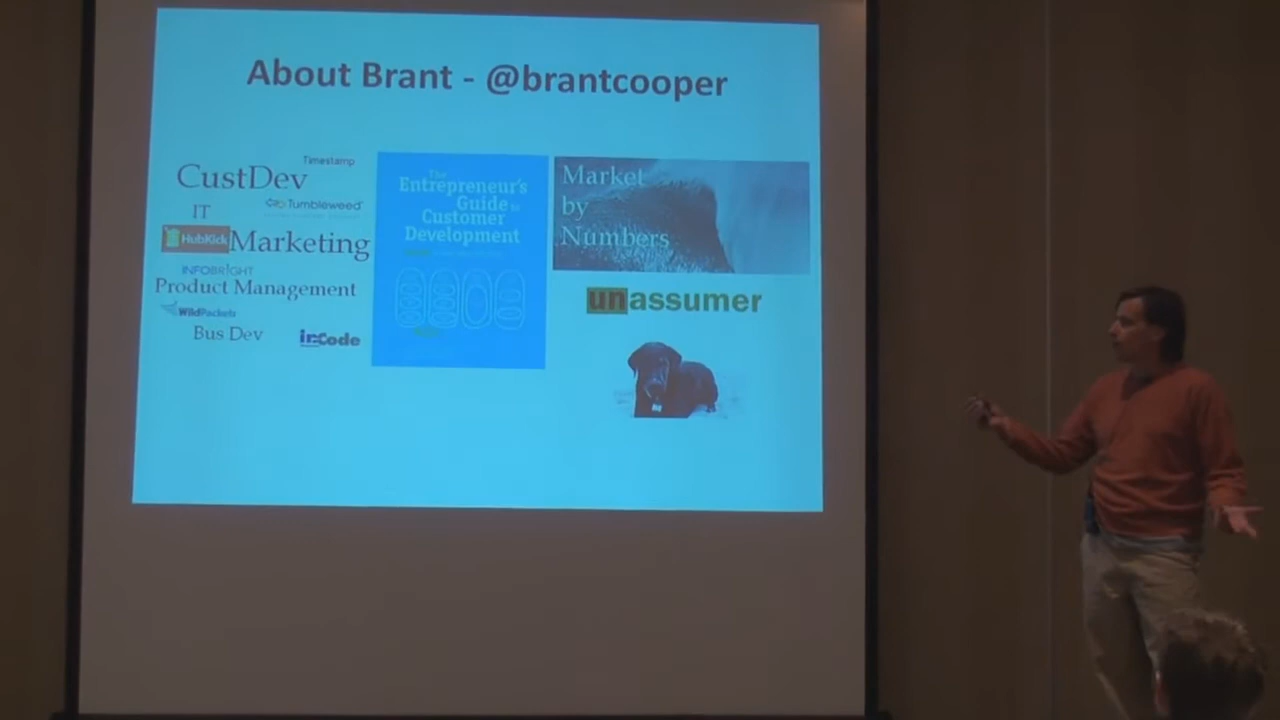 About Brant - @brantcooper
Timestamp
CustDev
Tumbleweed
IT
HubKick
Marketing
INFOBRIGHT
Product Management
WildPackets
Bus Dev
The
Entrepreneur's
Guide to
Customer
Development
Market
by
Numbers
unassumer